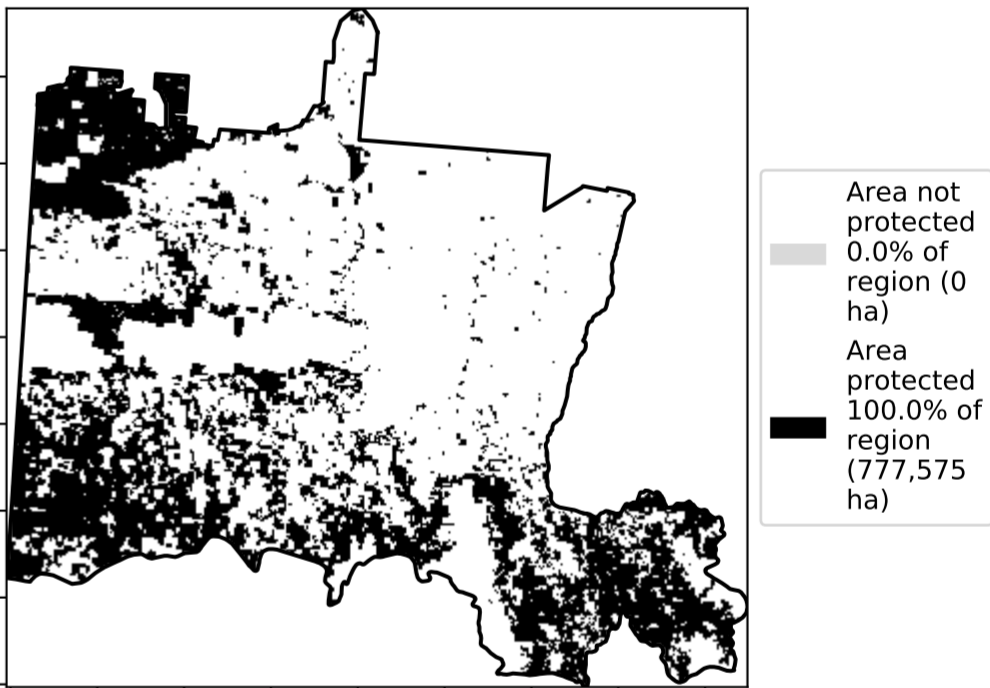 Area not
protected
0.0% of
region (0
ha)
Area
protected
100.0% of
region
(777,575
ha)